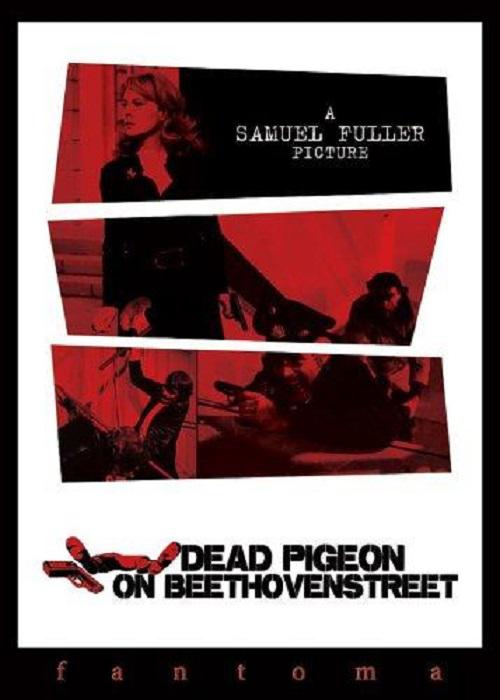 A
SAMUEL FULLER
PICTURE
DEAD PIGEON
ON BEETHOVENSTREET
fantoma